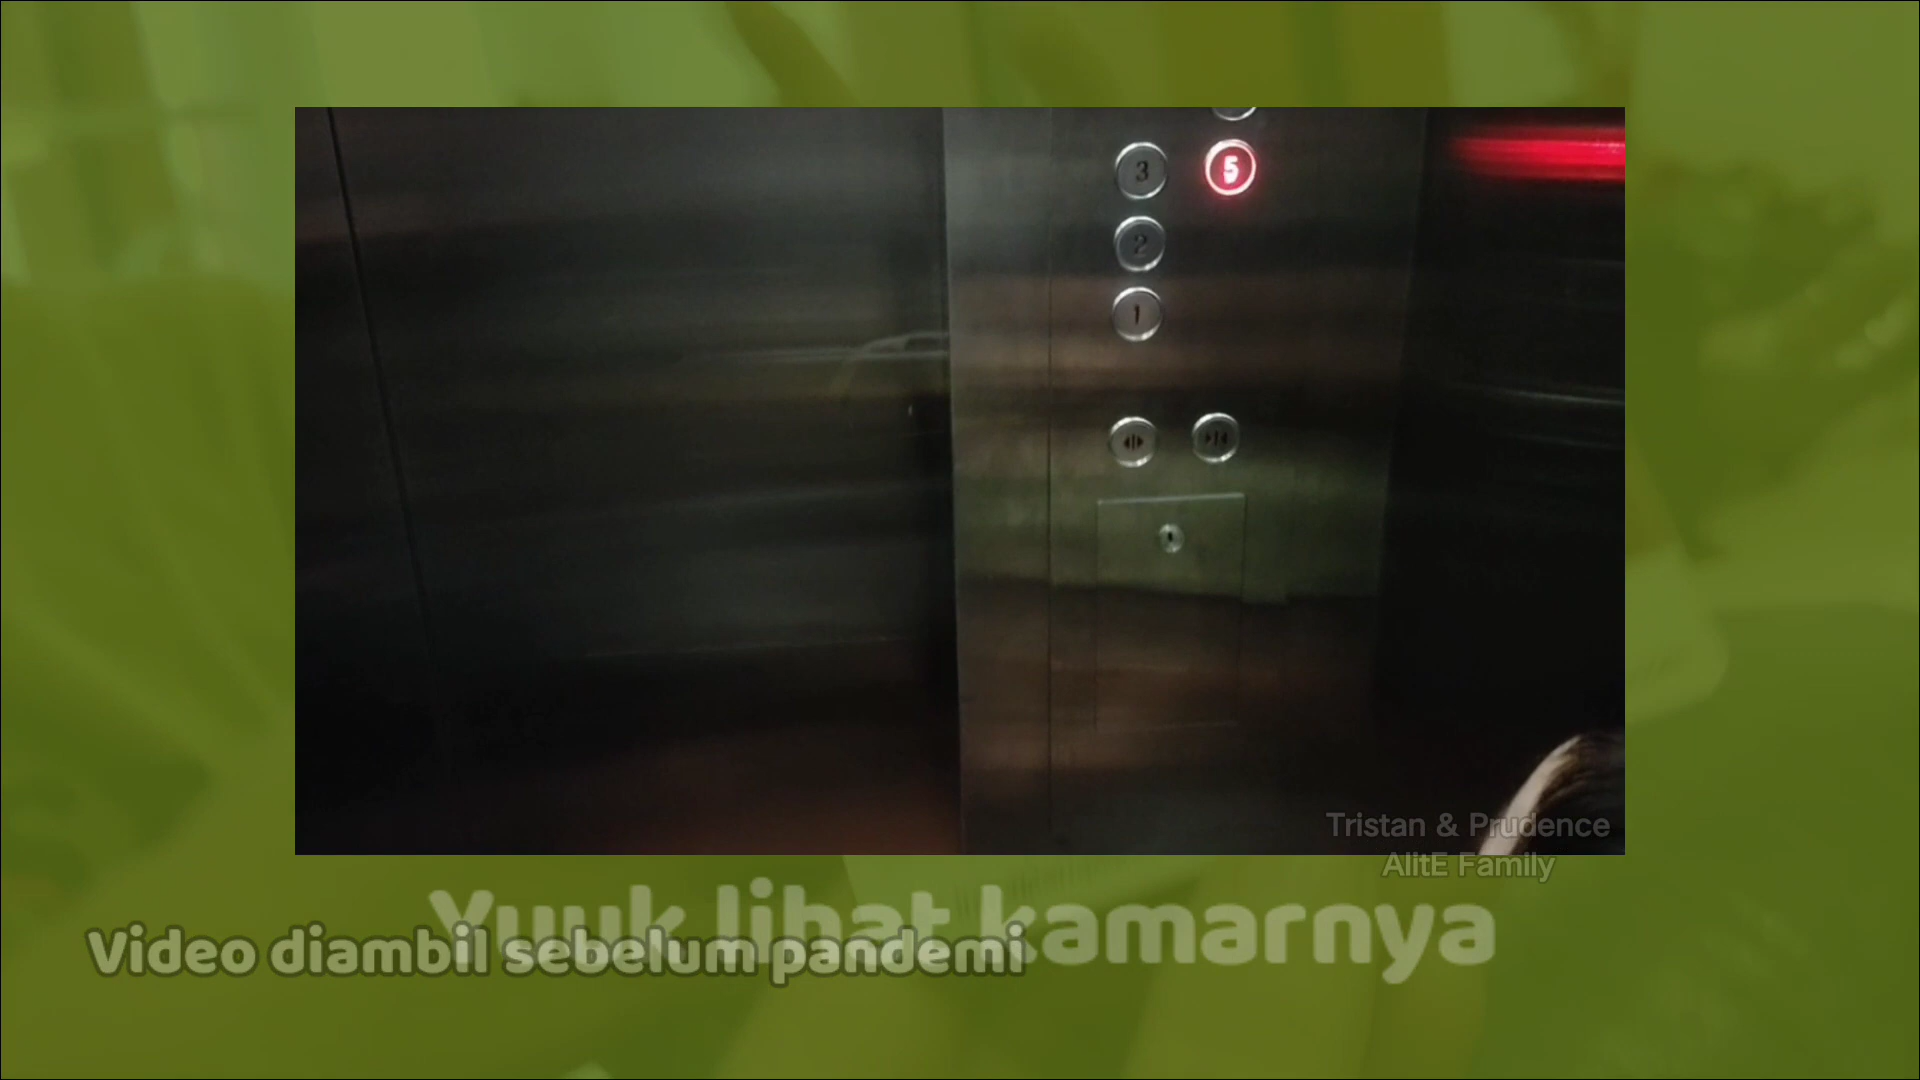 3 5
2
1
Tristan & Prudence
AlitE Family
Yuuk lihat kamarnya
Video diambil sebelum pandemi